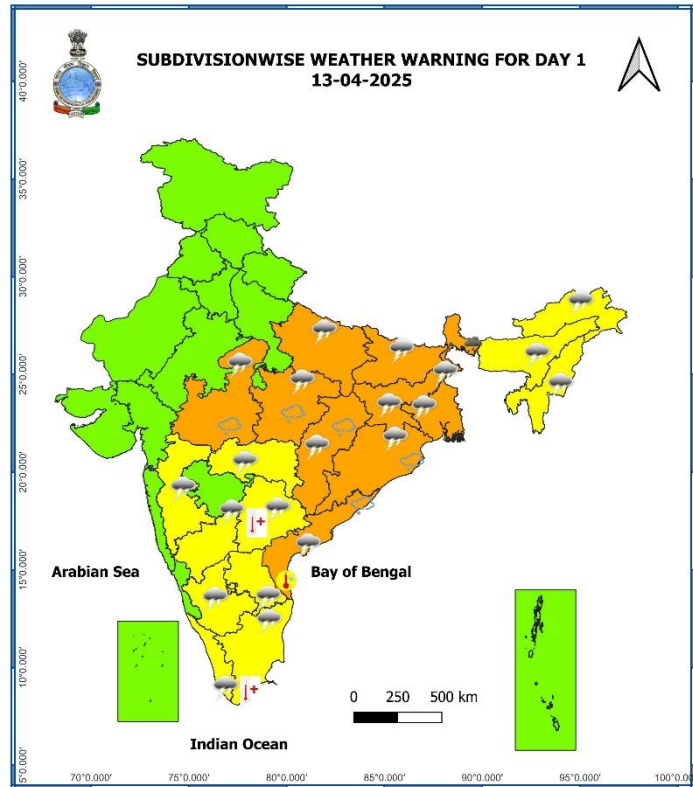 SUBDIVISIONWISE WEATHER WARNING FOR DAY 1
13-04-2025
40°0.000'
35°0.000'
30°0.000'
25°0.000'
20°0.000'
15°0.000'
10°0.000'
5°0.000'
Arabian Sea
Bay of Bengal
0 250 500 km
Indian Ocean
70°0.000' 75°0.000' 80°0.000' 85°0.000' 90°0.000' 95°0.000' 100°0.000'